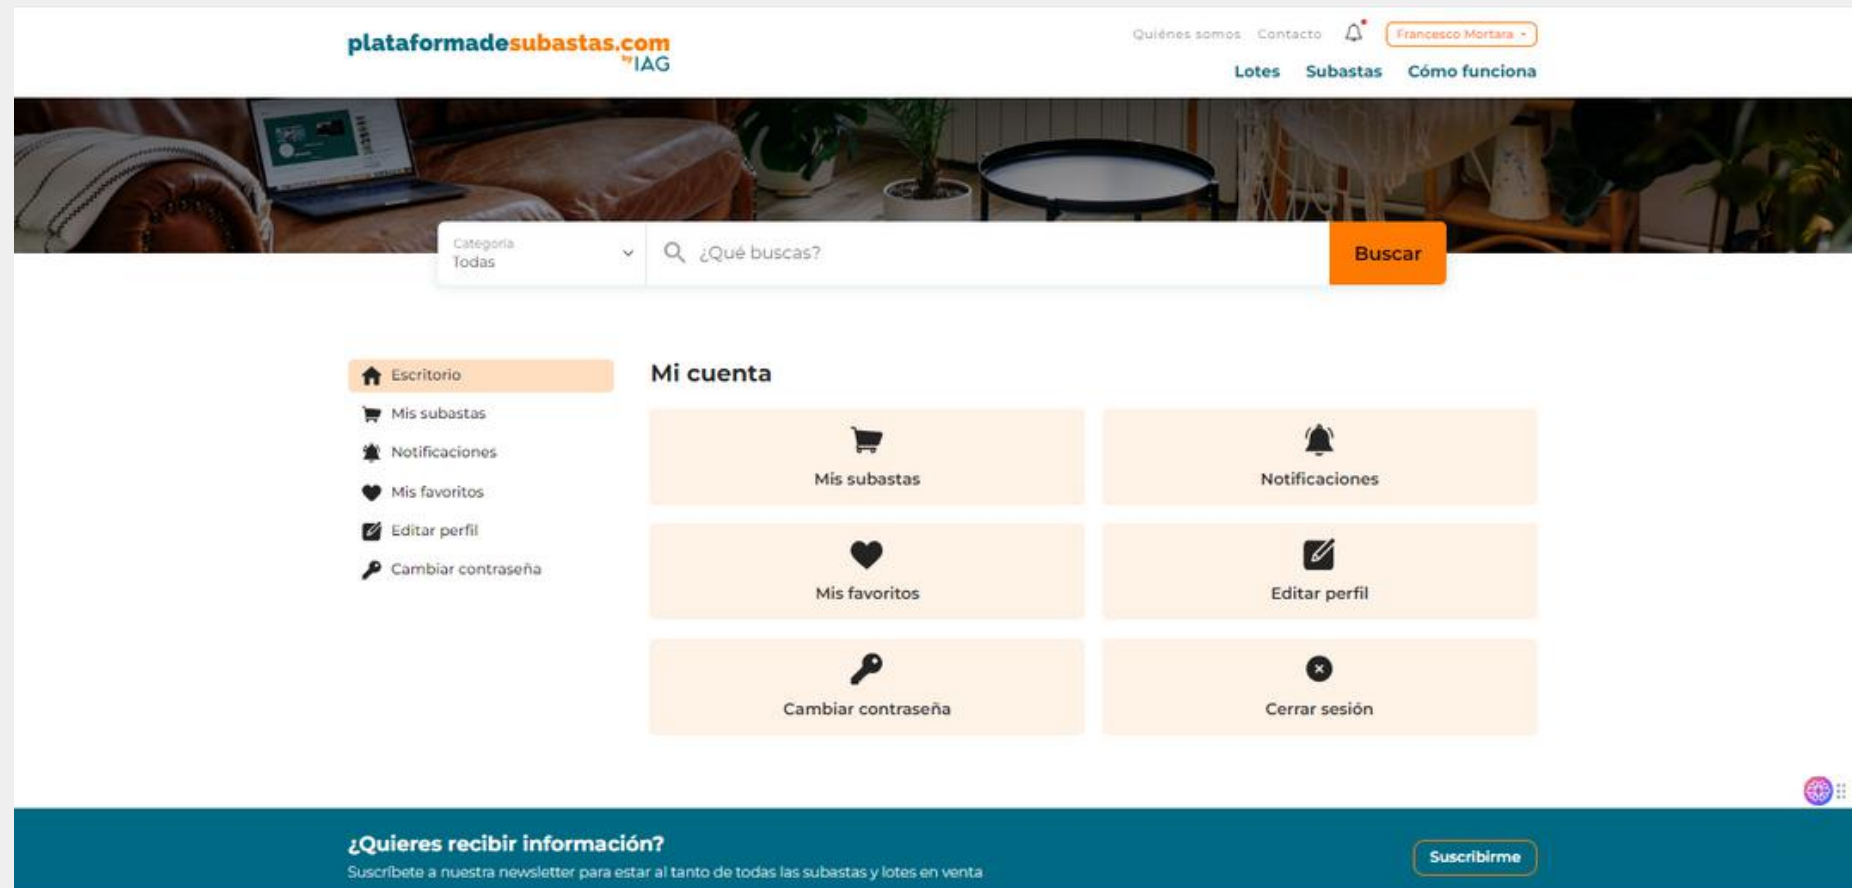 plataformadesubastas.com
by IAG
Quiénes somos Contacto Francesco Mortara
Lotes Subastas Cómo funciona
Categoría
Todas
¿Qué buscas?
Buscar
Escritorio
Mis subastas
Notificaciones
Mis favoritos
Editar perfil
Cambiar contraseña
Mi cuenta
Mis subastas
Notificaciones
Mis favoritos
Editar perfil
Cambiar contraseña
Cerrar sesión
¿Quieres recibir información?
Suscríbete a nuestra newsletter para estar al tanto de todas las subastas y lotes en venta
Suscribirme